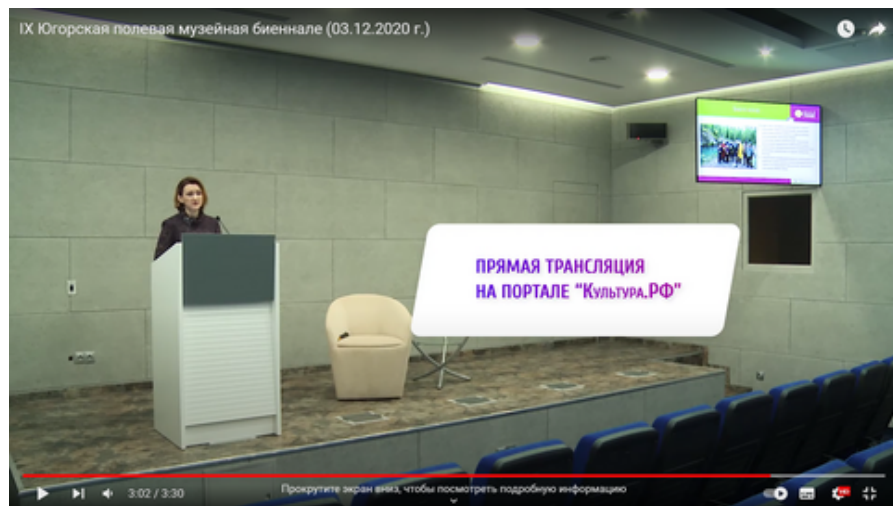 IX Югорская полевая музейная биеннале (03.12.2020 г.)
ПРЯМАЯ ТРАНСЛЯЦИЯ
НА ПОРТАЛЕ “Культура.РФ”
3:02 / 3:30
Прокрутите экран вниз, чтобы посмотреть подробную информацию